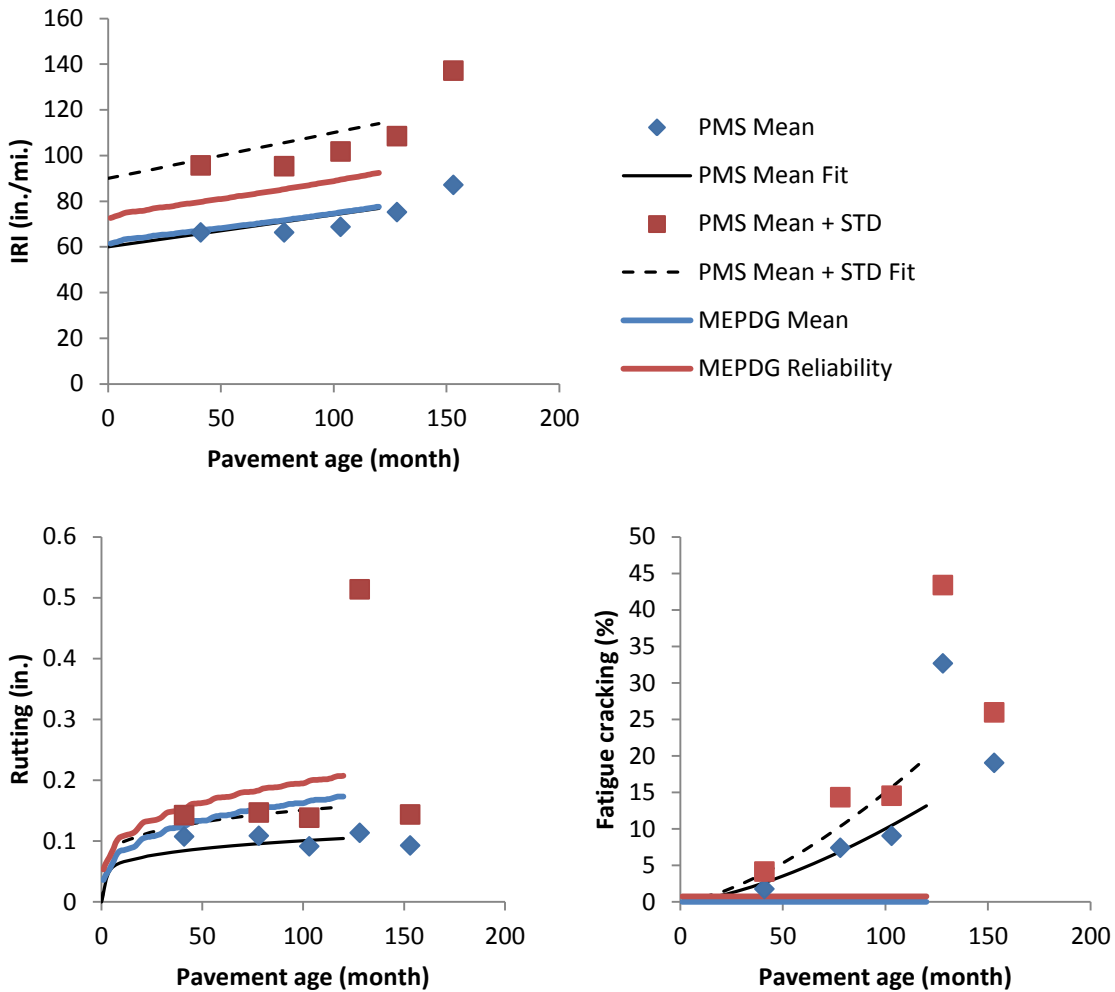 160
140
120
100
80
60
40
20
0
IRI (in./mi.)
0 50 100 150 200
Pavement age (month)
PMS Mean
PMS Mean Fit
PMS Mean + STD
PMS Mean + STD Fit
MEPDG Mean
MEPDG Reliability
0.6
0.5
0.4
0.3
0.2
0.1
0
Rutting (in.)
0 50 100 150 200
Pavement age (month)
50
45
40
35
30
25
20
15
10
5
0
Fatigue cracking (%)
0 50 100 150 200
Pavement age (month)